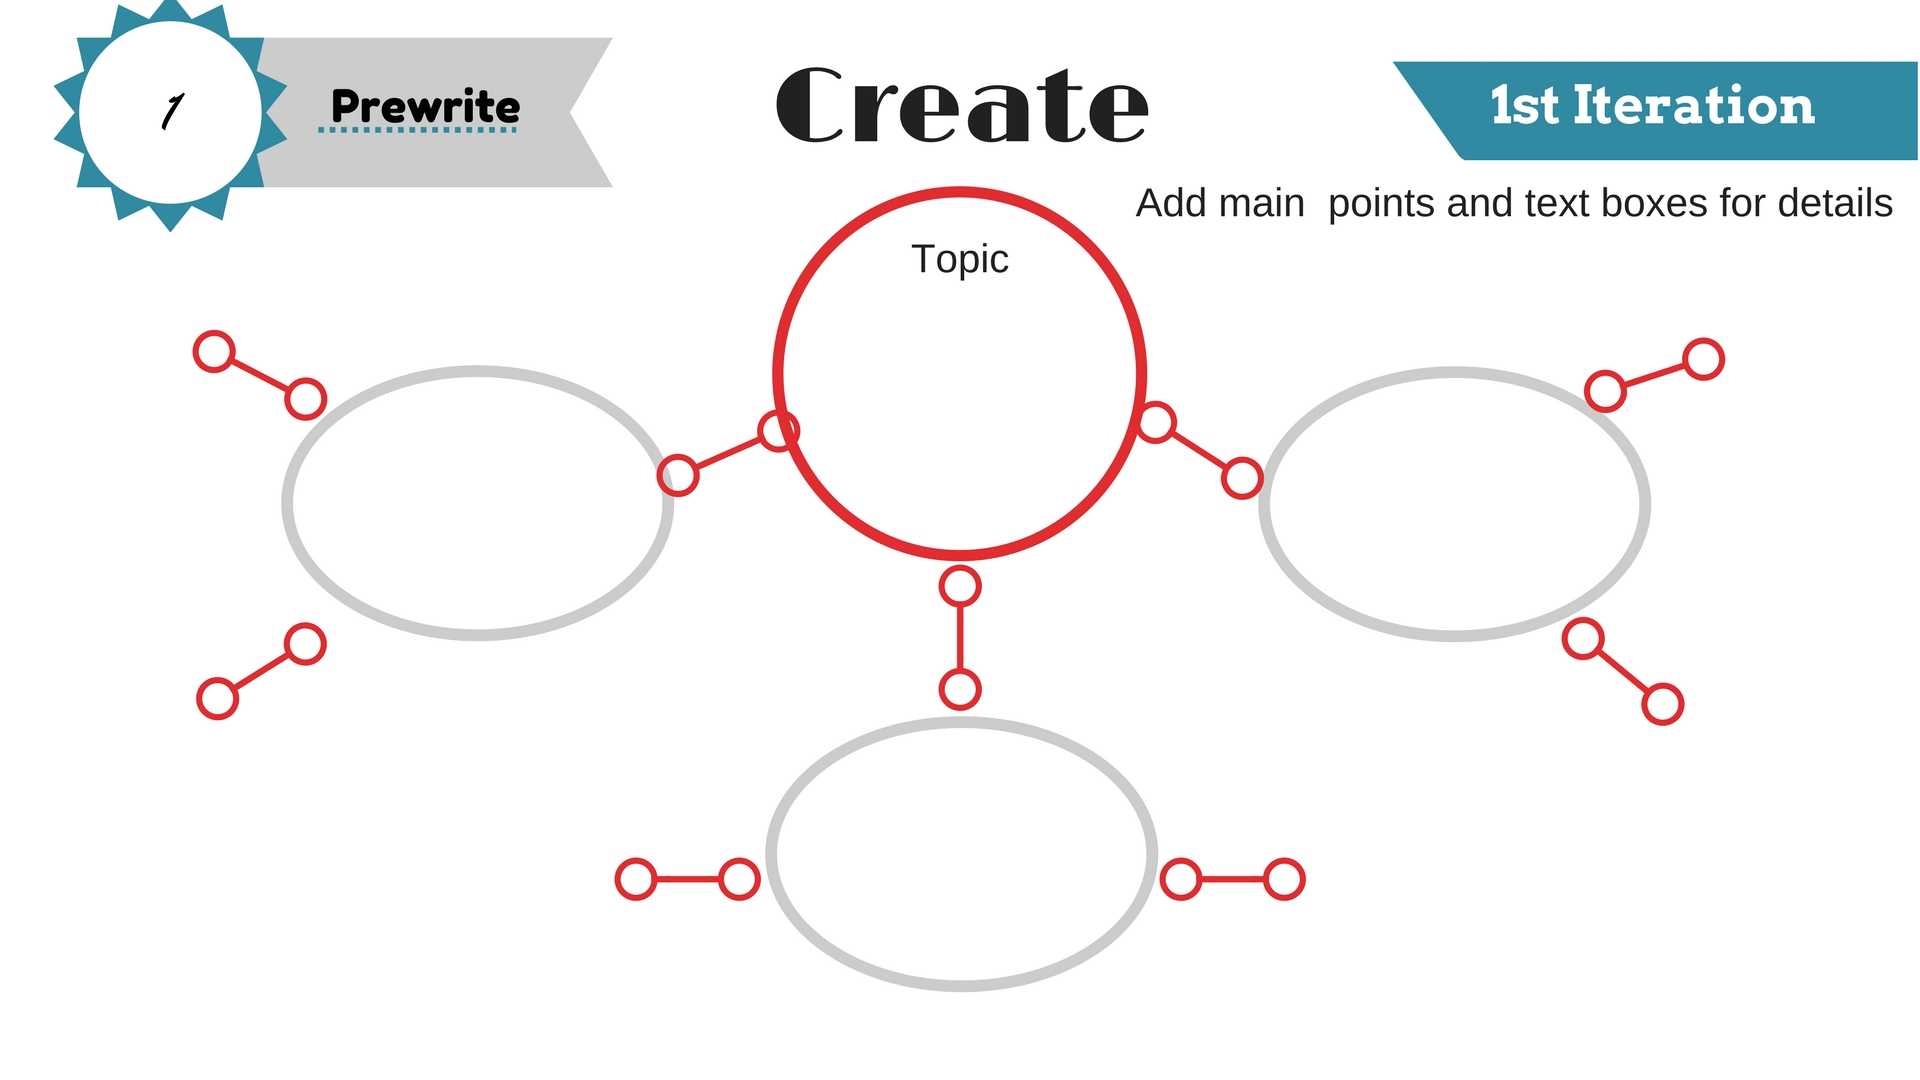 1
Prewrite
Create
1st Iteration
Add main  points and text boxes for details
Topic